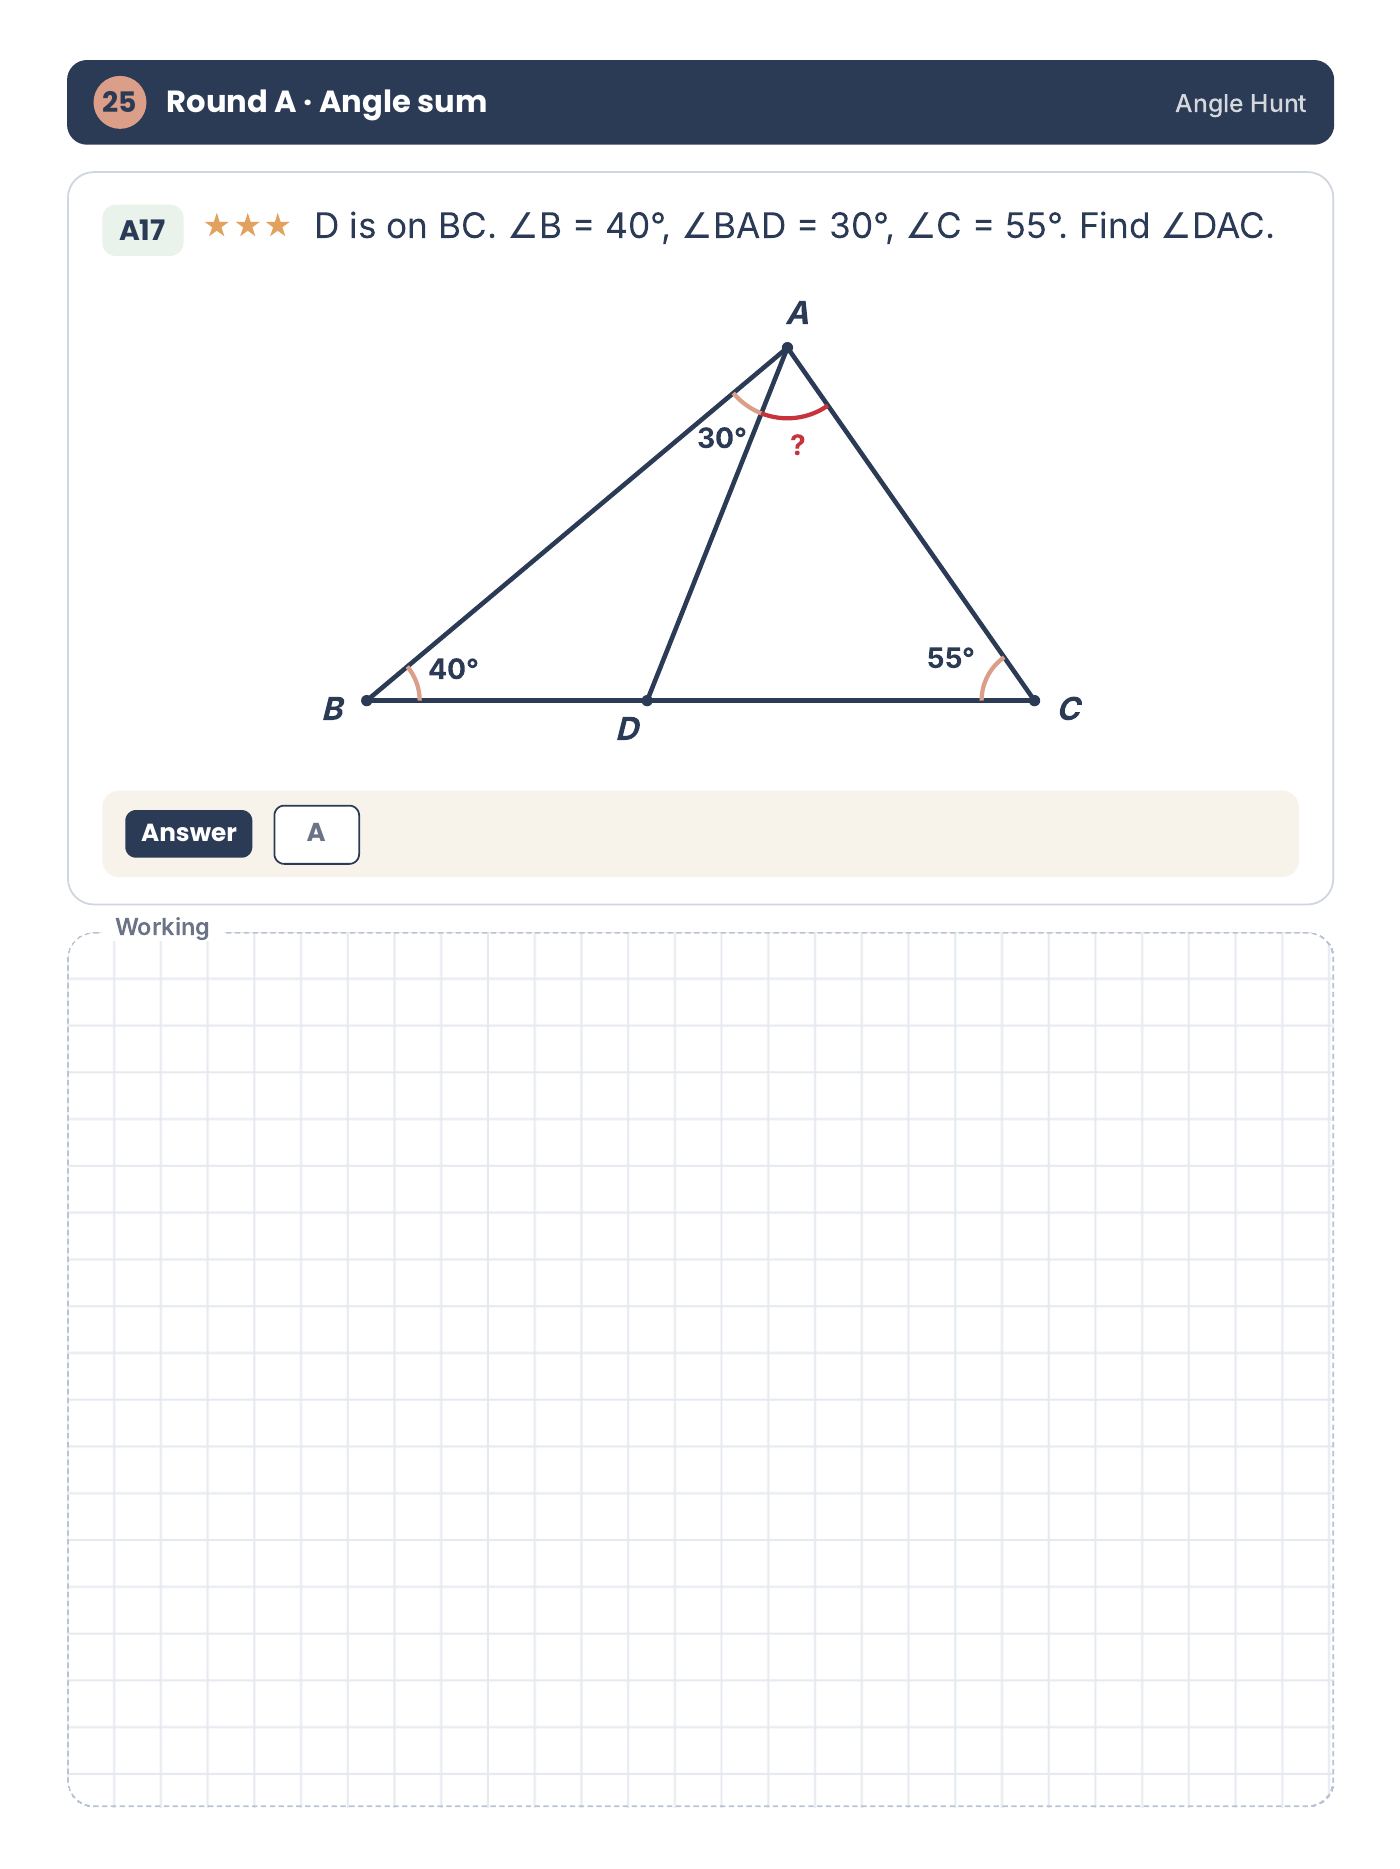 25 Round A · Angle sum
Angle Hunt
A17 ★★★ D is on BC. ∠B = 40°, ∠BAD = 30°, ∠C = 55°. Find ∠DAC.
A
30°
?
40°
55°
B
D
C
Answer A
Working